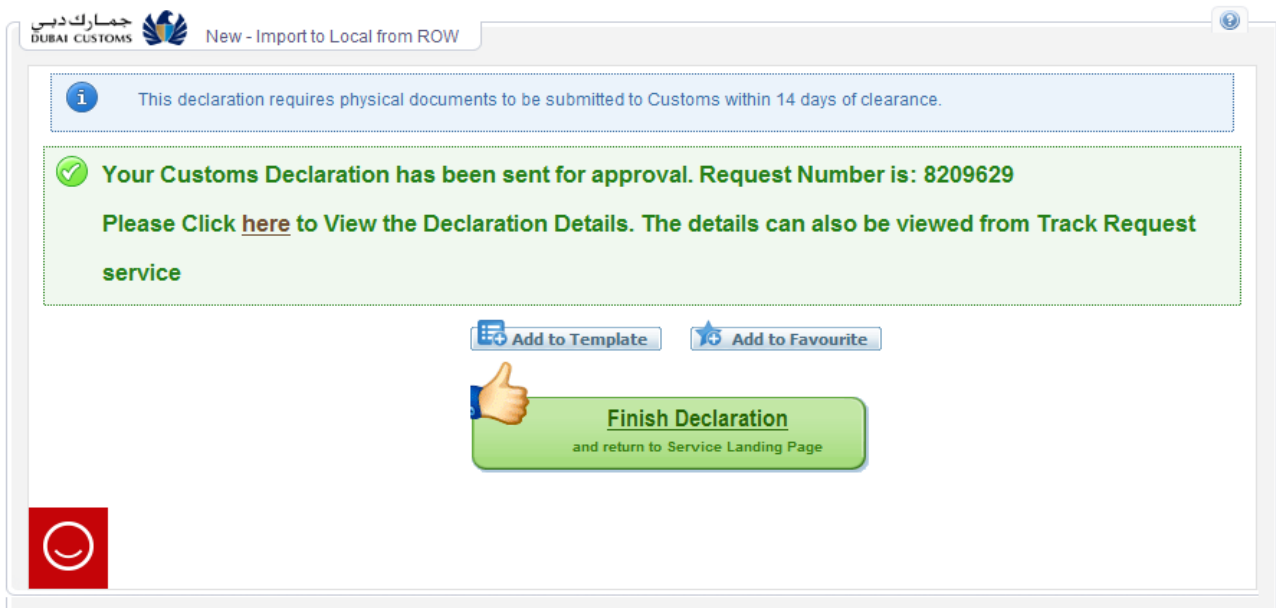 جمارك دبي
DUBAI CUSTOMS
New - Import to Local from ROW
?
i
This declaration requires physical documents to be submitted to Customs within 14 days of clearance.
Your Customs Declaration has been sent for approval. Request Number is: 8209629
Please Click here to View the Declaration Details. The details can also be viewed from Track Request
service
Add to Template
Add to Favourite
Finish Declaration
and return to Service Landing Page